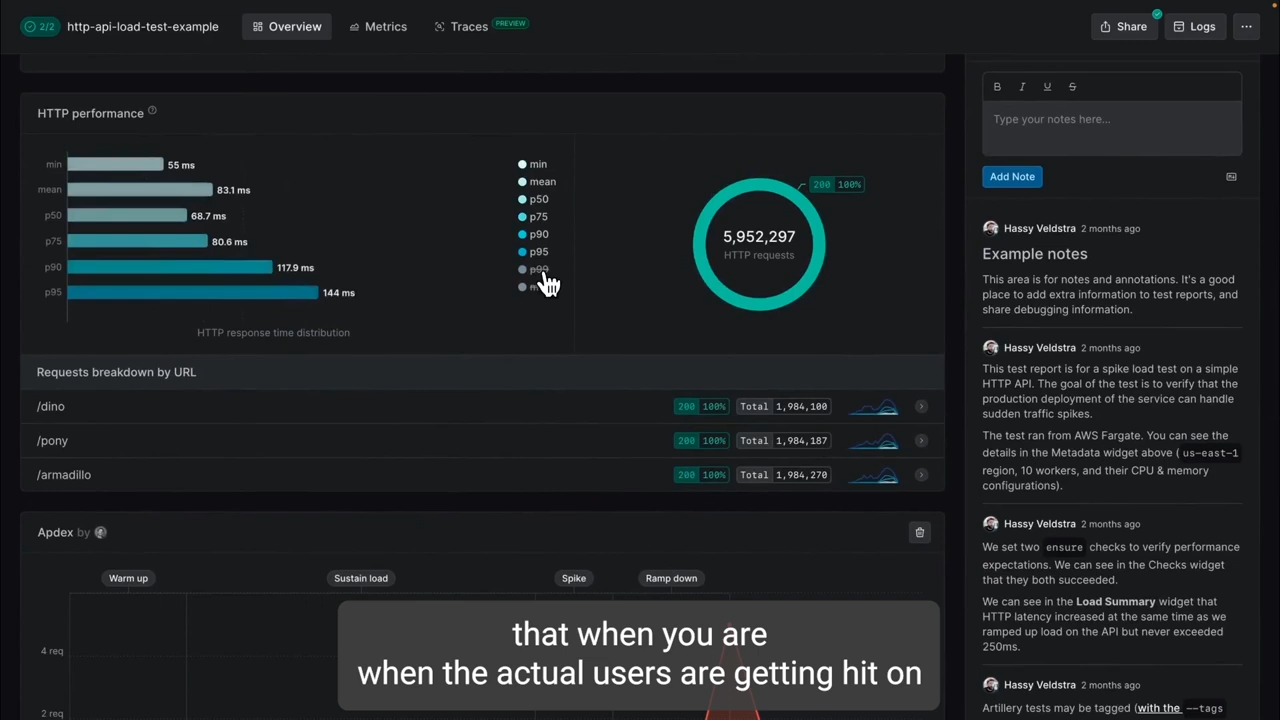 2/2 http-api-load-test-example Overview Metrics Traces PREVIEW Share Logs ...
HTTP performance ?
min 55 ms
mean 83.1 ms
p50 68.7 ms
p75 80.6 ms
p90 117.9 ms
p95 144 ms
HTTP response time distribution
min
mean
p50
p75
p90
p95
p99
200 100%
5,952,297
HTTP requests
Requests breakdown by URL
/dino 200 100% Total 1,984,100
/pony 200 100% Total 1,984,187
/armadillo 200 100% Total 1,984,270
Apdex by
Warm up Sustain load Spike Ramp down
4 req
2 req
that when you are
when the actual users are getting hit on
B I U S
Type your notes here...
Add Note
Hassy Veldstra 2 months ago
Example notes
This area is for notes and annotations. It's a good
place to add extra information to test reports, and
share debugging information.
Hassy Veldstra 2 months ago
This test report is for a spike load test on a simple
HTTP API. The goal of the test is to verify that the
production deployment of the service can handle
sudden traffic spikes.
The test ran from AWS Fargate. You can see the
details in the Metadata widget above ( us-east-1
region, 10 workers, and their CPU & memory
configurations).
Hassy Veldstra 2 months ago
We set two ensure checks to verify performance
expectations. We can see in the Checks widget
that they both succeeded.
We can see in the Load Summary widget that
HTTP latency increased at the same time as we
ramped up load on the API but never exceeded
250ms.
Hassy Veldstra 2 months ago
Artillery tests may be tagged (with the --tags